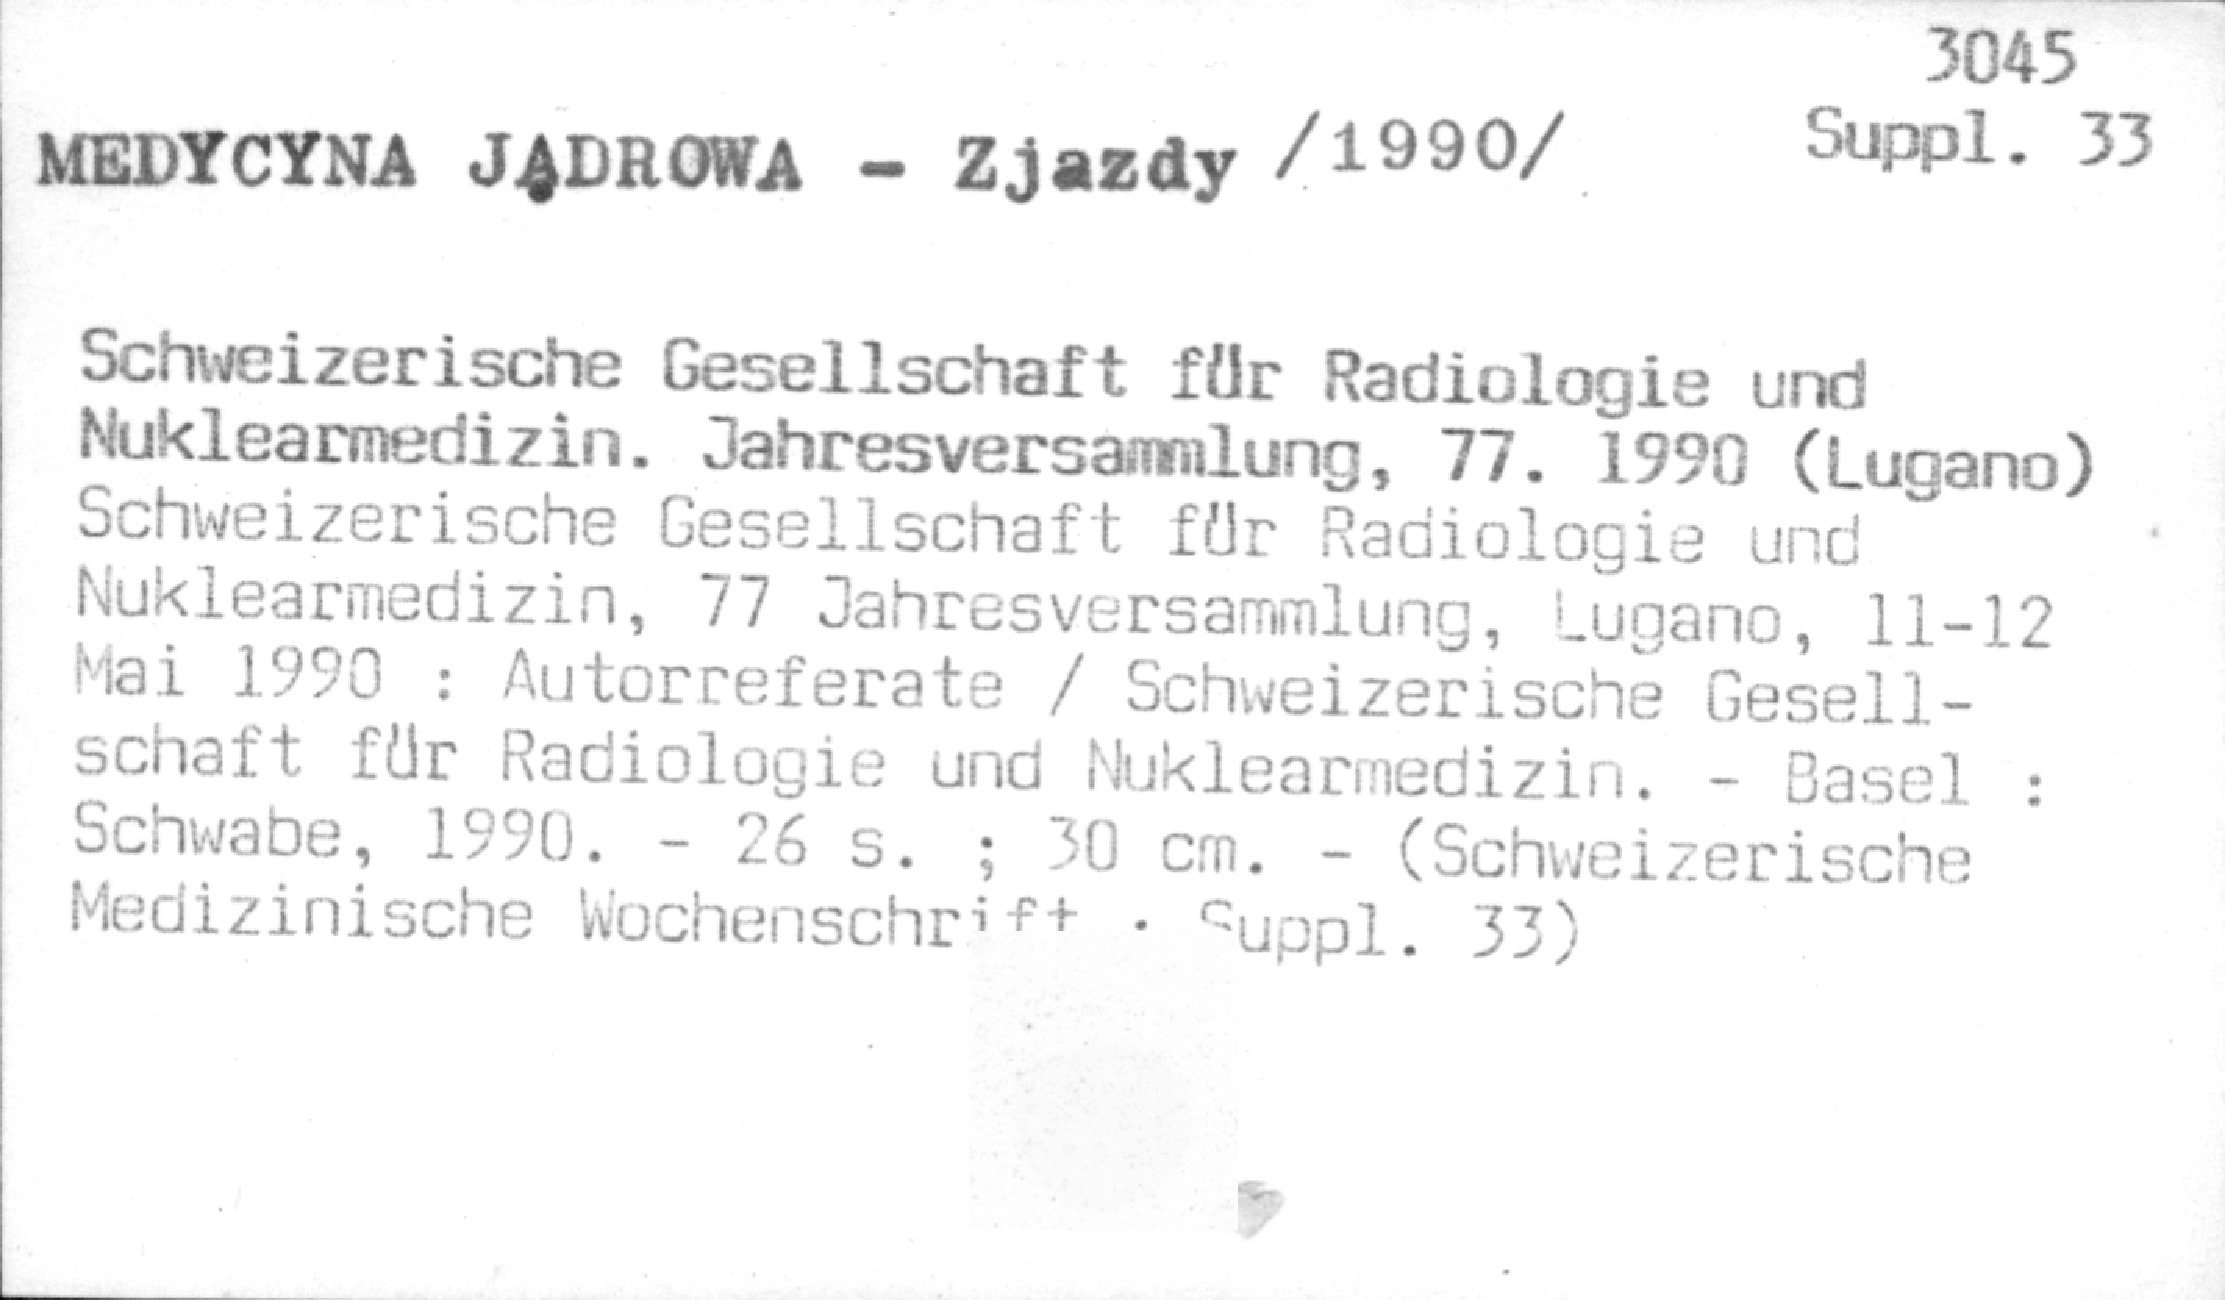 3045
MEDYCYNA JĄDROWA - Zjazdy /1990/ Suppl. 33
Schweizerische Gesellschaft für Radiologie und
Nuklearmedizin. Jahresversammlung, 77. 1990 (Lugano)
Schweizerische Gesellschaft für Radiologie und
Nuklearmedizin, 77 Jahresversammlung, Lugano, 11-12
Mai 1990 : Autorreferate / Schweizerische Gesell-
schaft für Radiologie und Nuklearmedizin. - Basel :
Schwabe, 1990. - 26 s. ; 30 cm. - (Schweizerische
Medizinische Wochenschrift : Suppl. 33)